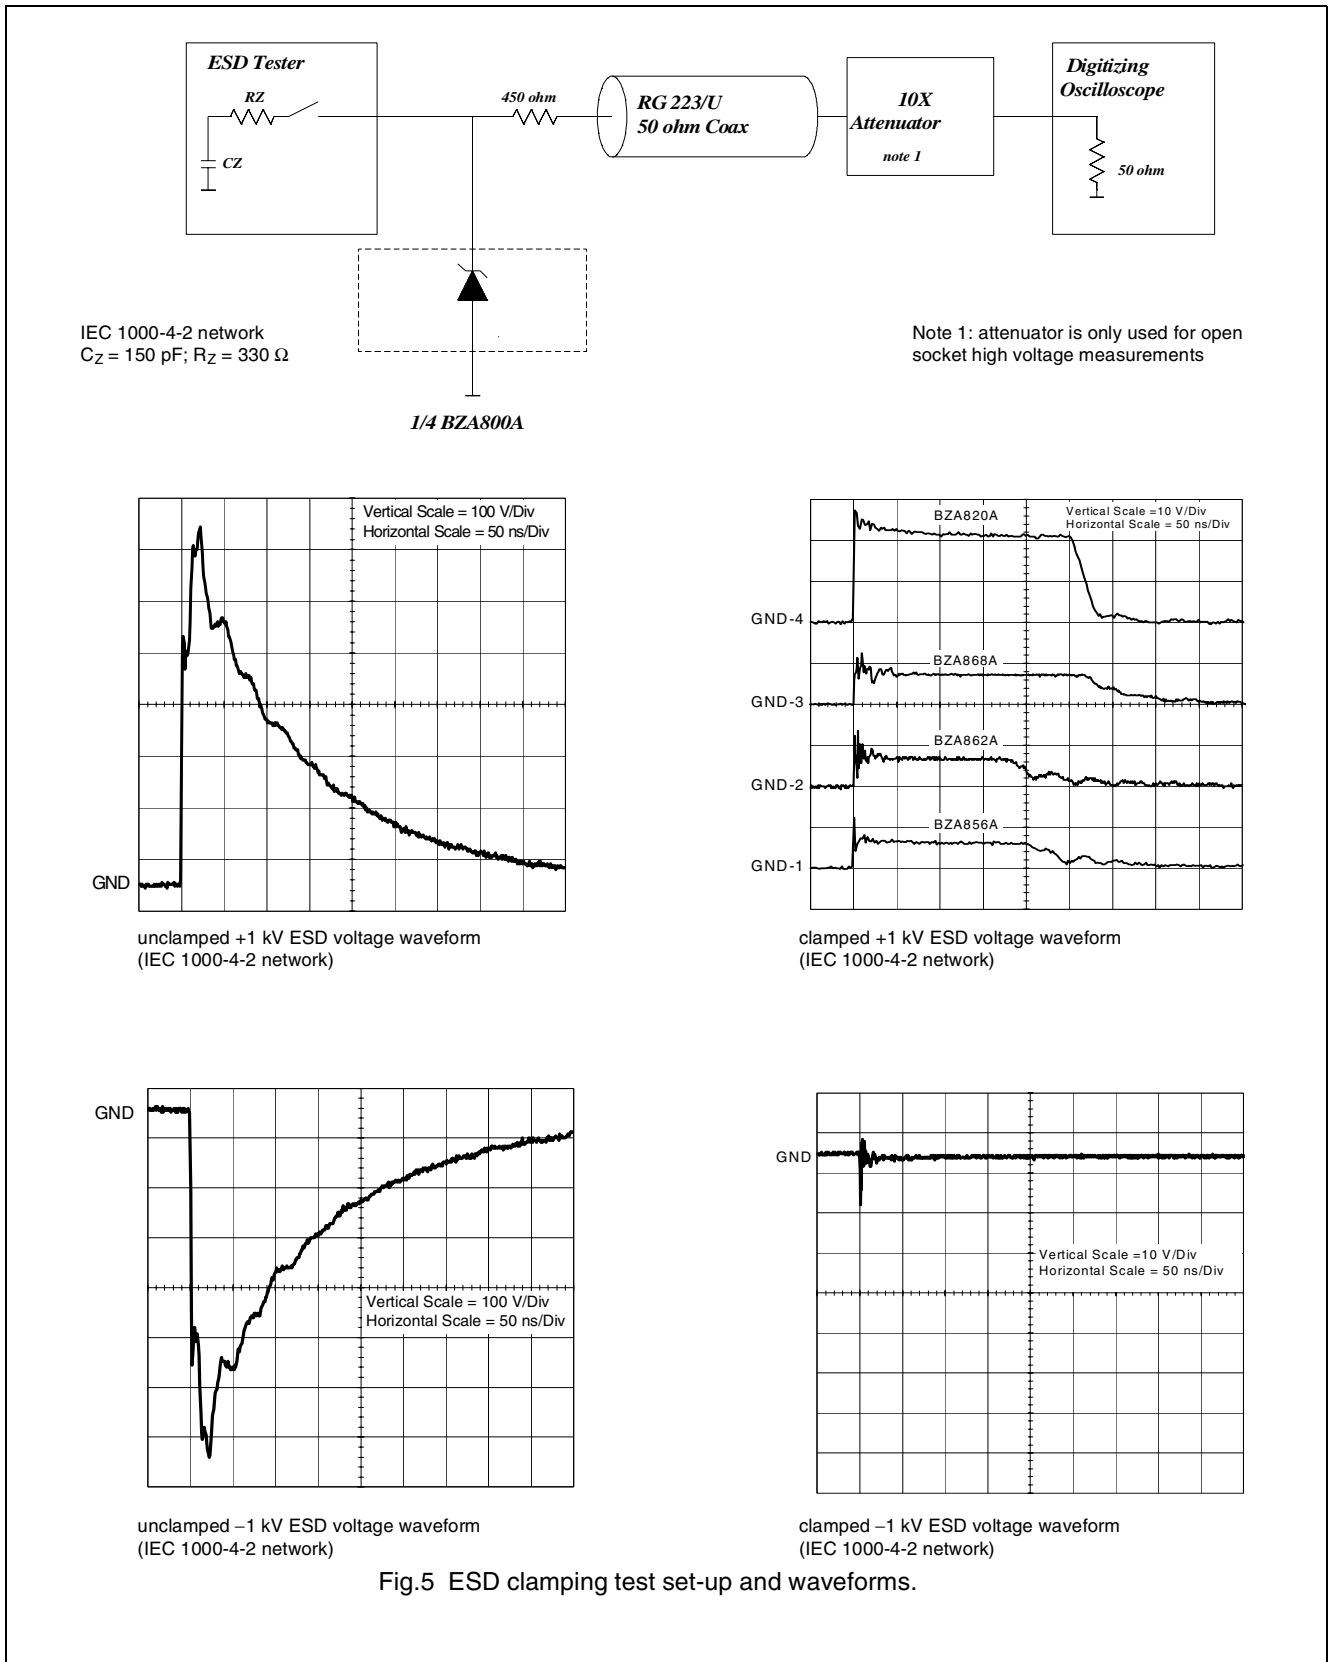 ESD Tester
RZ
CZ
450 ohm
RG 223/U
50 ohm Coax
10X
Attenuator
note 1
Digitizing
Oscilloscope
50 ohm
IEC 1000-4-2 network
CZ = 150 pF; RZ = 330 Ω
Note 1: attenuator is only used for open
socket high voltage measurements
1/4 BZA800A
Vertical Scale = 100 V/Div
Horizontal Scale = 50 ns/Div
GND
unclamped +1 kV ESD voltage waveform
(IEC 1000-4-2 network)
BZA820A
Vertical Scale =10 V/Div
Horizontal Scale = 50 ns/Div
GND-4
BZA868A
GND-3
BZA862A
GND-2
BZA856A
GND-1
clamped +1 kV ESD voltage waveform
(IEC 1000-4-2 network)
GND
Vertical Scale = 100 V/Div
Horizontal Scale = 50 ns/Div
unclamped −1 kV ESD voltage waveform
(IEC 1000-4-2 network)
GND
Vertical Scale =10 V/Div
Horizontal Scale = 50 ns/Div
clamped −1 kV ESD voltage waveform
(IEC 1000-4-2 network)
Fig.5 ESD clamping test set-up and waveforms.